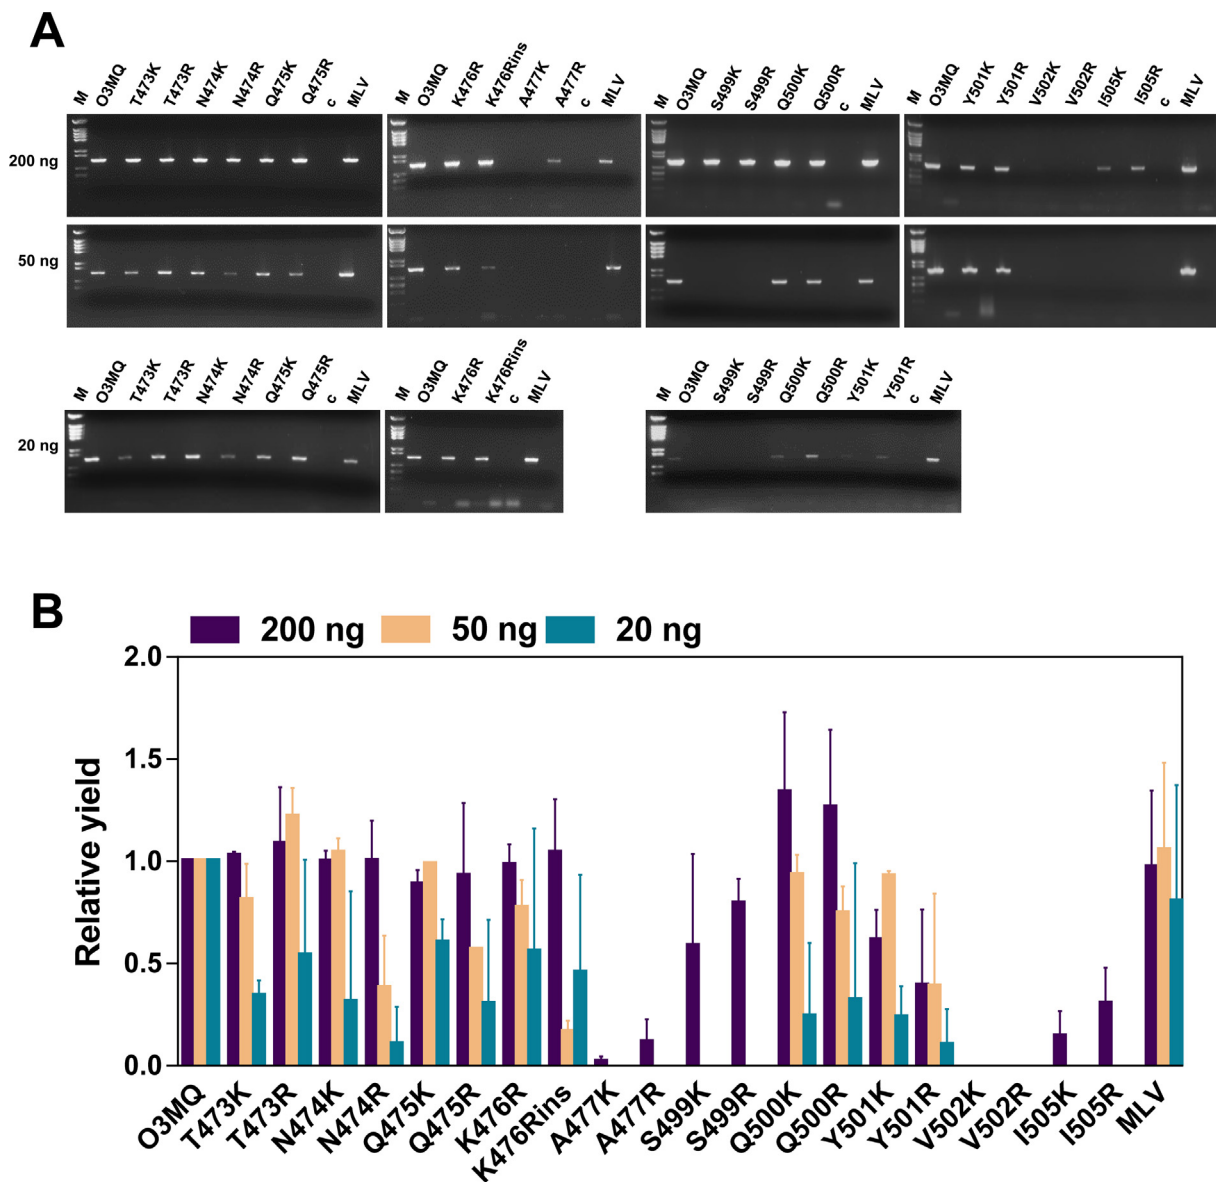 A
M O3MQ T473K T473R N474K N474R Q475K Q475R c MLV
M O3MQ K476R K476Rins A477K A477R c MLV
M O3MQ S499K S499R Q500K Q500R c MLV
M O3MQ Y501K Y501R V502K V502R I505K I505R c MLV
200 ng
50 ng
M O3MQ T473K T473R N474K N474R Q475K Q475R c MLV
M O3MQ K476R K476Rins c MLV
M O3MQ S499K S499R Q500K Q500R Y501K Y501R c MLV
20 ng
B
200 ng 50 ng 20 ng
Relative yield
2.0
1.5
1.0
0.5
0.0
O3MQ T473K T473R N474K N474R Q475K Q475R K476R K476Rins A477K A477R S499K S499R Q500K Q500R Y501K Y501R V502K V502R I505K I505R MLV